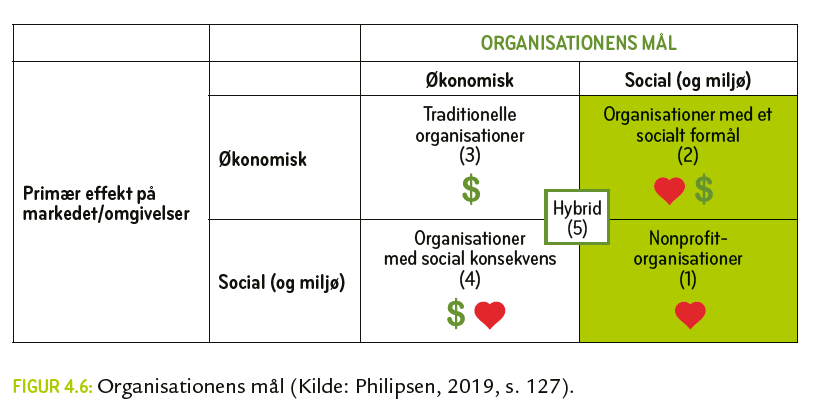 ORGANISATIONENS MÅL
Økonomisk
Social (og miljø)
Primær effekt på
markedet/omgivelser
Økonomisk
Traditionelle
organisationer
(3)
$
Organisationer med et
socialt formål
(2)
$
Hybrid
(5)
Social (og miljø)
Organisationer
med social konsekvens
(4)
$
Nonprofit-
organisationer
(1)
FIGUR 4.6: Organisationens mål (Kilde: Philipsen, 2019, s. 127).